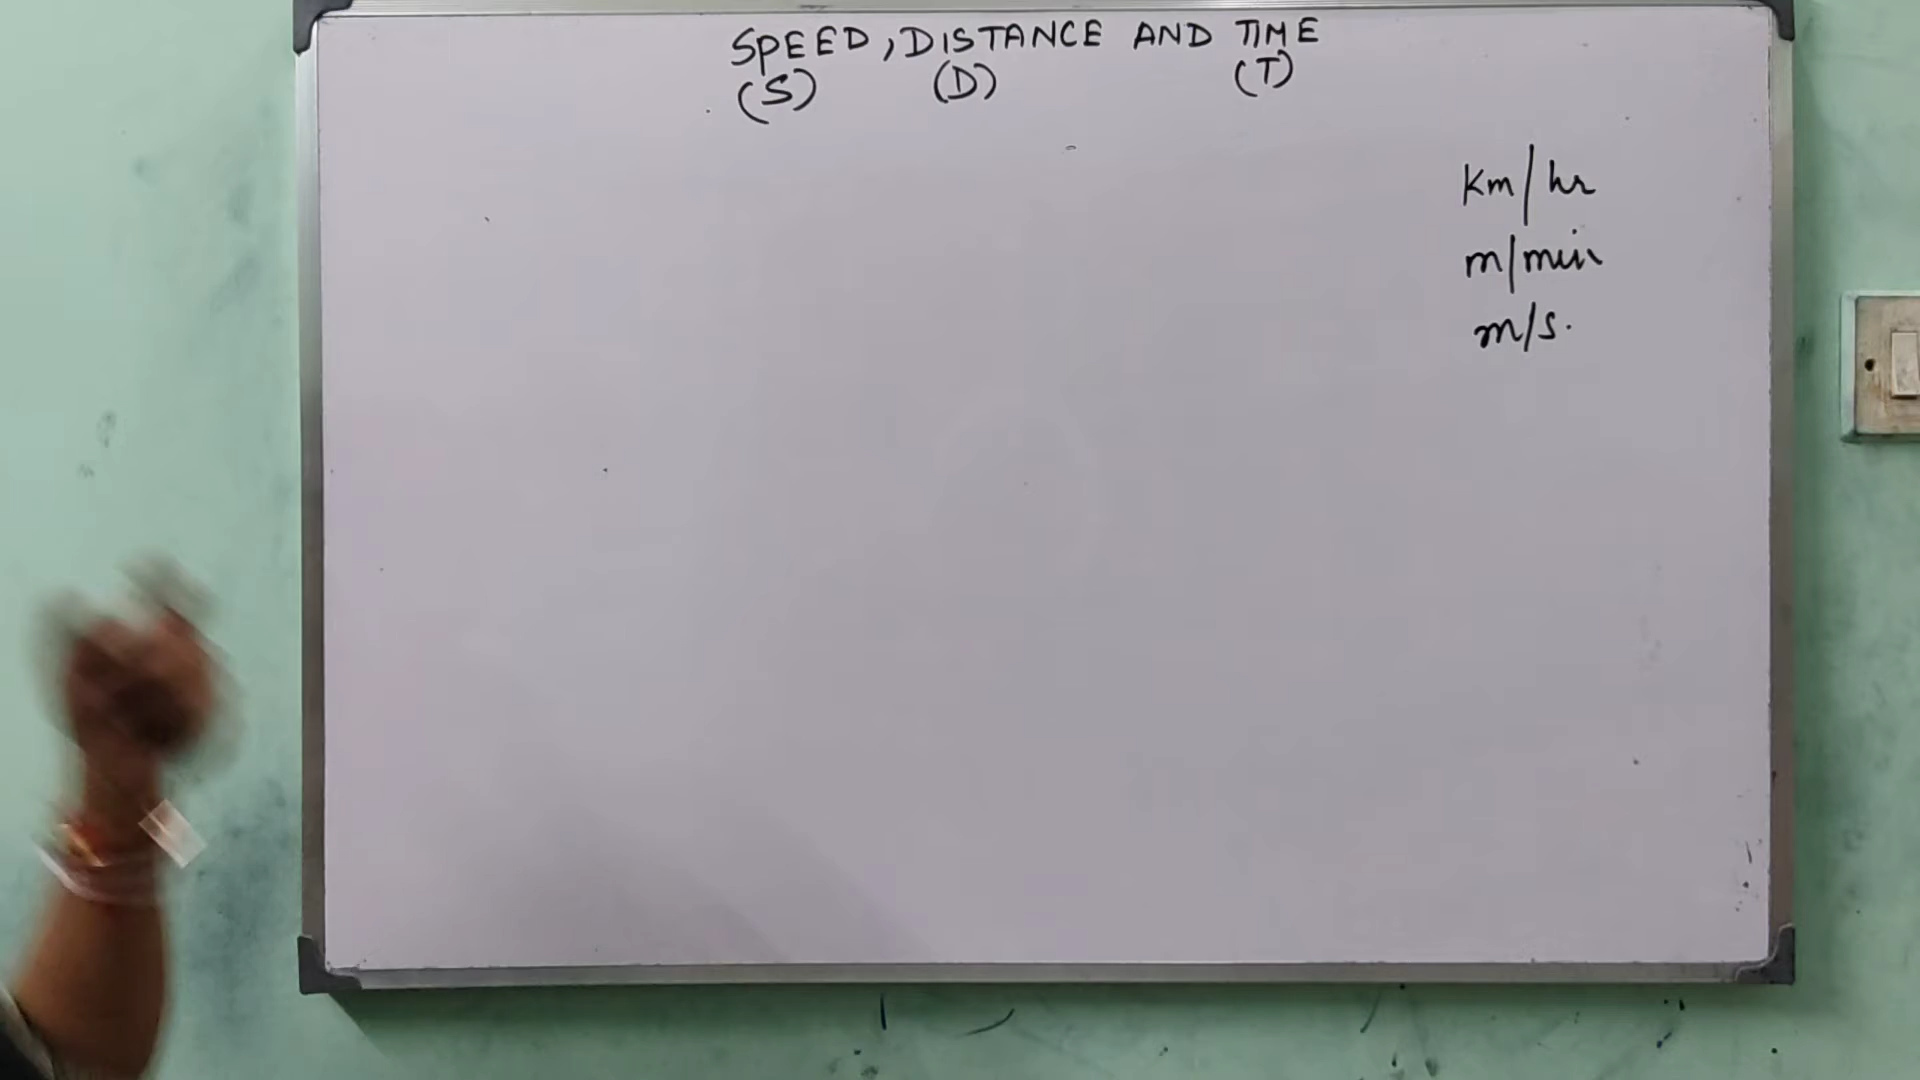 SPEED, DISTANCE AND TIME
(S) (D) (T)
Km/hr
m/min
m/s.